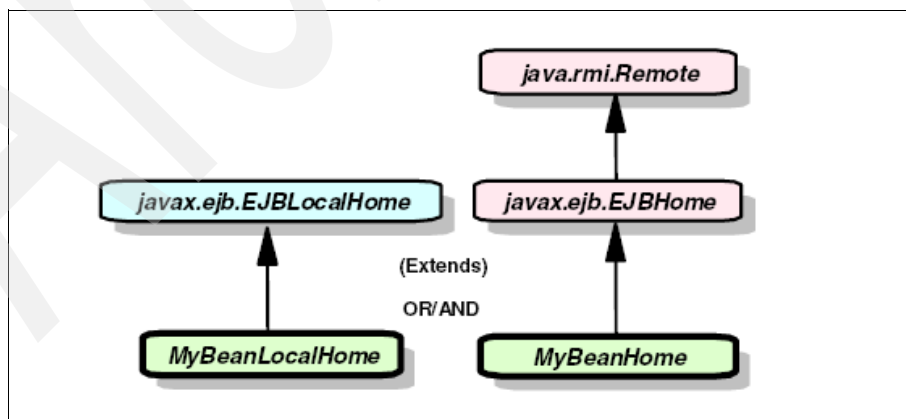 java.rmi.Remote
javax.ejb.EJBLocalHome
javax.ejb.EJBHome
(Extends)
OR/AND
MyBeanLocalHome
MyBeanHome